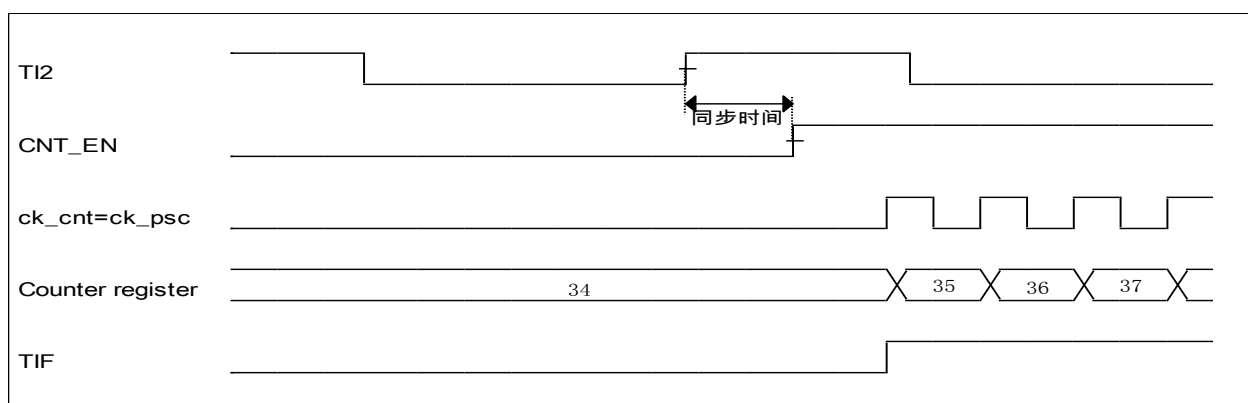 TI2
同步时间
CNT_EN
ck_cnt=ck_psc
Counter register
34
35
36
37
TIF